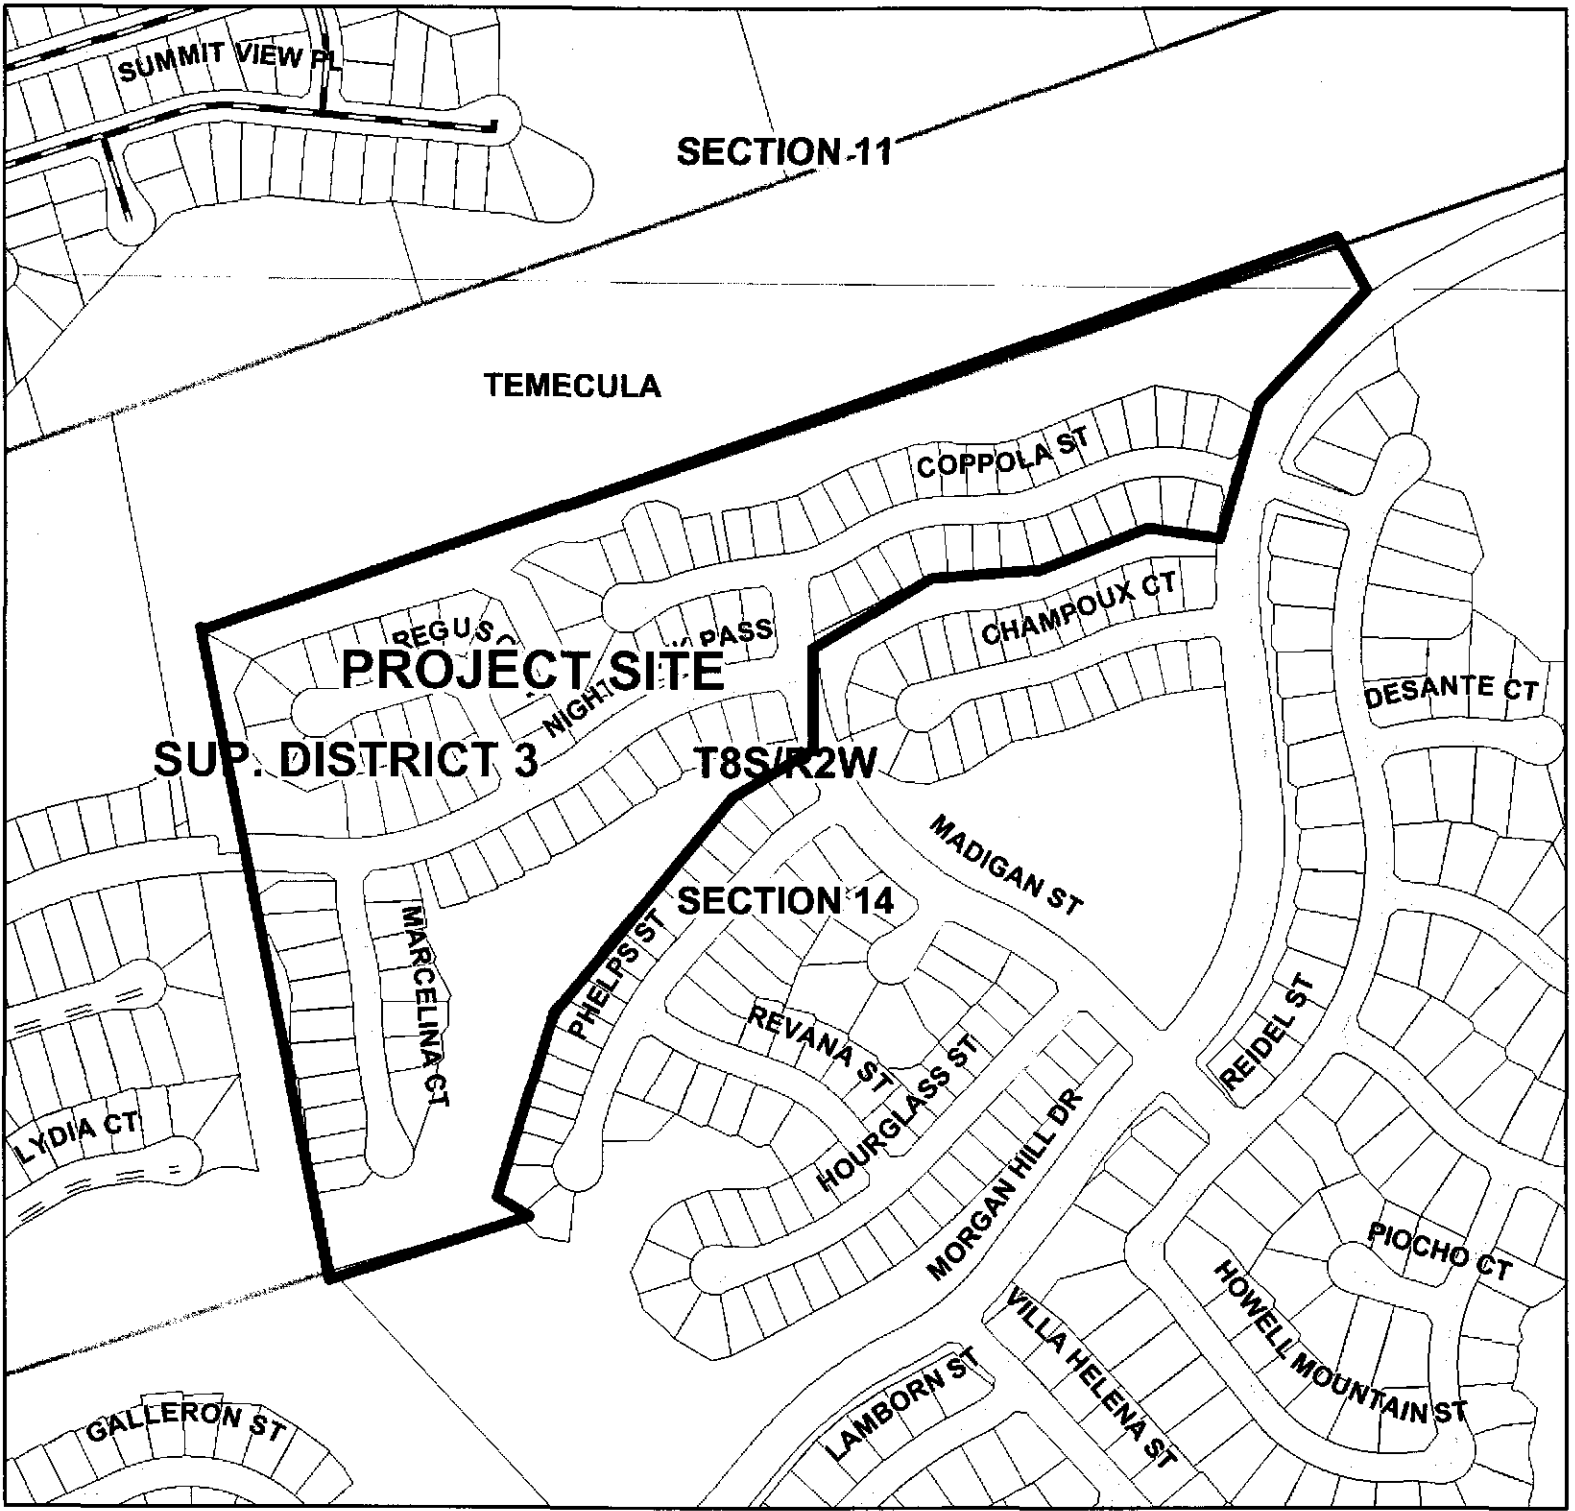 SUMMIT VIEW PL
SECTION 11
TEMECULA
COPPOLA ST
CHAMPOUX CT
PASS
PROJECT SITE
DESANTE CT
SUP. DISTRICT 3
T8S/R2W
MADIGAN ST
SECTION 14
MARCELINA CT
PHELPS ST
REVANA ST
HOURGLASS ST
REIDEL ST
LYDIA CT
MORGAN HILL DR
PIOCHO CT
HOWELL MOUNTAIN ST
VILLA HELENA ST
LAMBORN ST
GALLERON ST